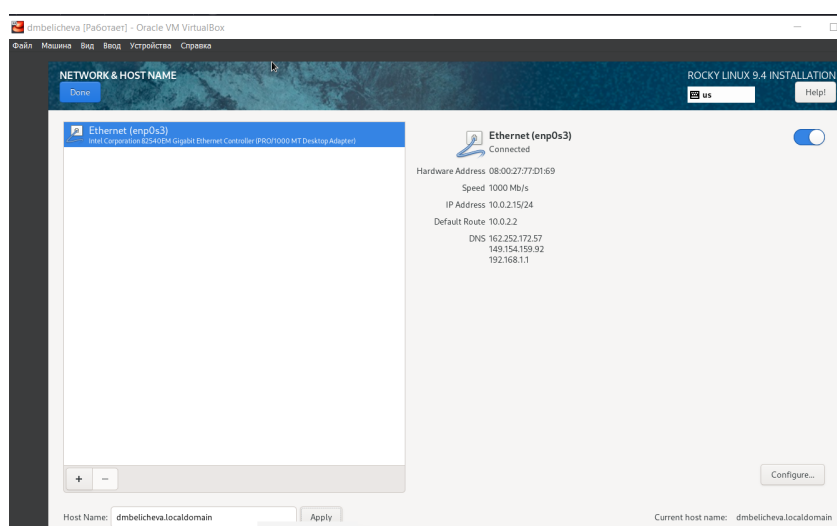 dmbelicheva [Работает] - Oracle VM VirtualBox
Файл Машина Вид Ввод Устройства Справка
NETWORK & HOST NAME
ROCKY LINUX 9.4 INSTALLATION
Done
us
Help!
Ethernet (enp0s3)
Intel Corporation 82540EM Gigabit Ethernet Controller (PRO/1000 MT Desktop Adapter)
Ethernet (enp0s3)
Connected
Hardware Address 08:00:27:77:D1:69
Speed 1000 Mb/s
IP Address 10.0.2.15/24
Default Route 10.0.2.2
DNS 162.252.172.57
149.154.159.92
192.168.1.1
+ −
Configure...
Host Name: dmbelicheva.localdomain Apply
Current host name: dmbelicheva.localdomain